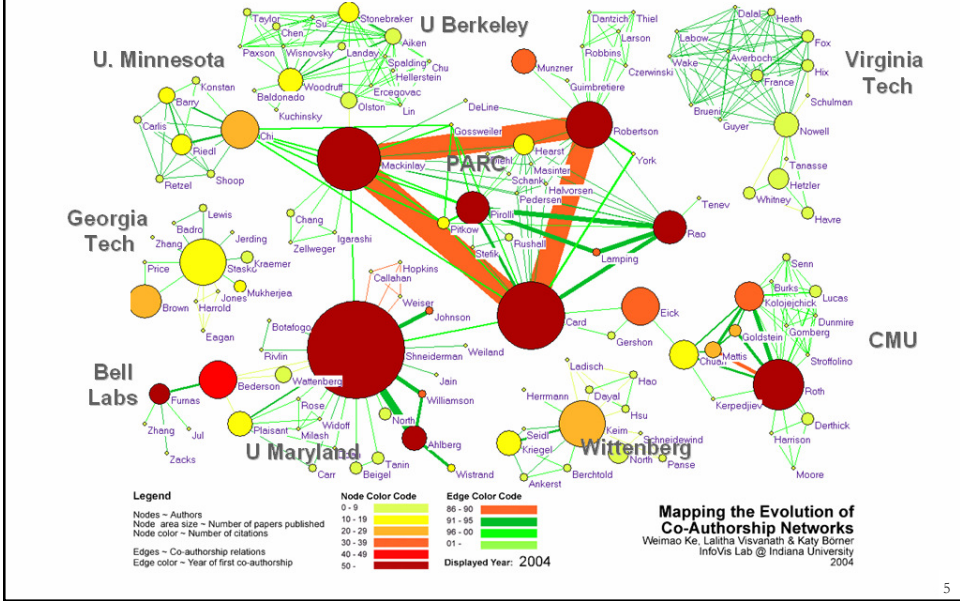 U Berkeley
Taylor
Su
Stonebraker
Chen
Aiken
Paxson
Wisnovsky
Landay
Spalding
Chu
Hellerstein
Woodruff
Ercegovac
Baldonado
Olston
Lin
Kuchinsky
U. Minnesota
Konstan
Barry
Carlis
Chi
Riedl
Retzel
Shoop
Dantzich
Thiel
Larson
Robbins
Munzner
Czerwinski
Guimbretiere
DeLine
Gossweiler
Robertson
Mackinlay
PARC
Hearst
Masinter
Schank
Halvorsen
Pedersen
York
Pirolli
Pitkow
Rushall
Stefik
Lamping
Rao
Tenev
Chang
Igarashi
Zellweger
Card
Virginia
Tech
Dalal
Heath
Labow
Fox
Averboch
Wake
Hix
France
Schulman
Brueni
Guyer
Nowell
Tanasse
Hetzler
Whitney
Havre
Georgia
Tech
Lewis
Badro
Zhang
Jerding
Price
Stasko
Kraemer
Mukherjea
Jones
Brown
Harrold
Eagan
Hopkins
Callahan
Weiser
Johnson
Botatogo
Shneiderman
Weiland
Rivlin
Jain
Wattenberg
Williamson
Bell
Labs
Bederson
Furnas
Zhang
Jul
Zacks
Rose
Widoff
Plaisant
Milash
North
Ahlberg
U Maryland
Tanin
Carr
Beigel
Wistrand
Eick
Gershon
Ladisch
Hao
Herrmann
Dayal
Hsu
Seidl
Keim
Kriegel
Wittenberg
Schneidewind
North
Panse
Ankerst
Berchtold
CMU
Senn
Burks
Kolojejchick
Lucas
Goldstein
Dunmire
Gomberg
Mattis
Chuah
Stroffolino
Roth
Kerpedjiev
Derthick
Harrison
Moore
Legend
Nodes ~ Authors
Node area size ~ Number of papers published
Node color ~ Number of citations
Edges ~ Co-authorship relations
Edge color ~ Year of first co-authorship
Node Color Code
0 - 9
10 - 19
20 - 29
30 - 39
40 - 49
50 -
Edge Color Code
86 - 90
91 - 95
96 - 00
01 -
Displayed Year: 2004
Mapping the Evolution of
Co-Authorship Networks
Weimao Ke, Lalitha Visvanath & Katy Börner
InfoVis Lab @ Indiana University
2004
5